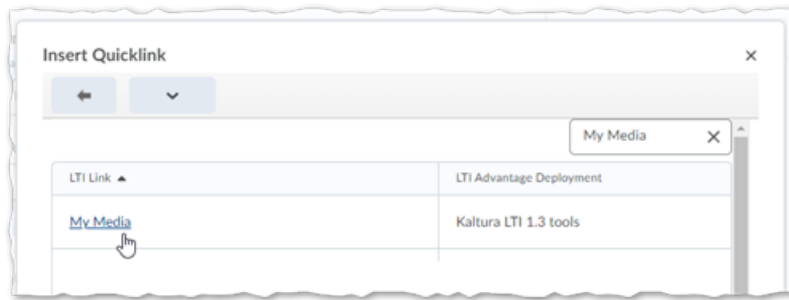 Insert Quicklink
My Media
LTI Link
LTI Advantage Deployment
My Media
Kaltura LTI 1.3 tools